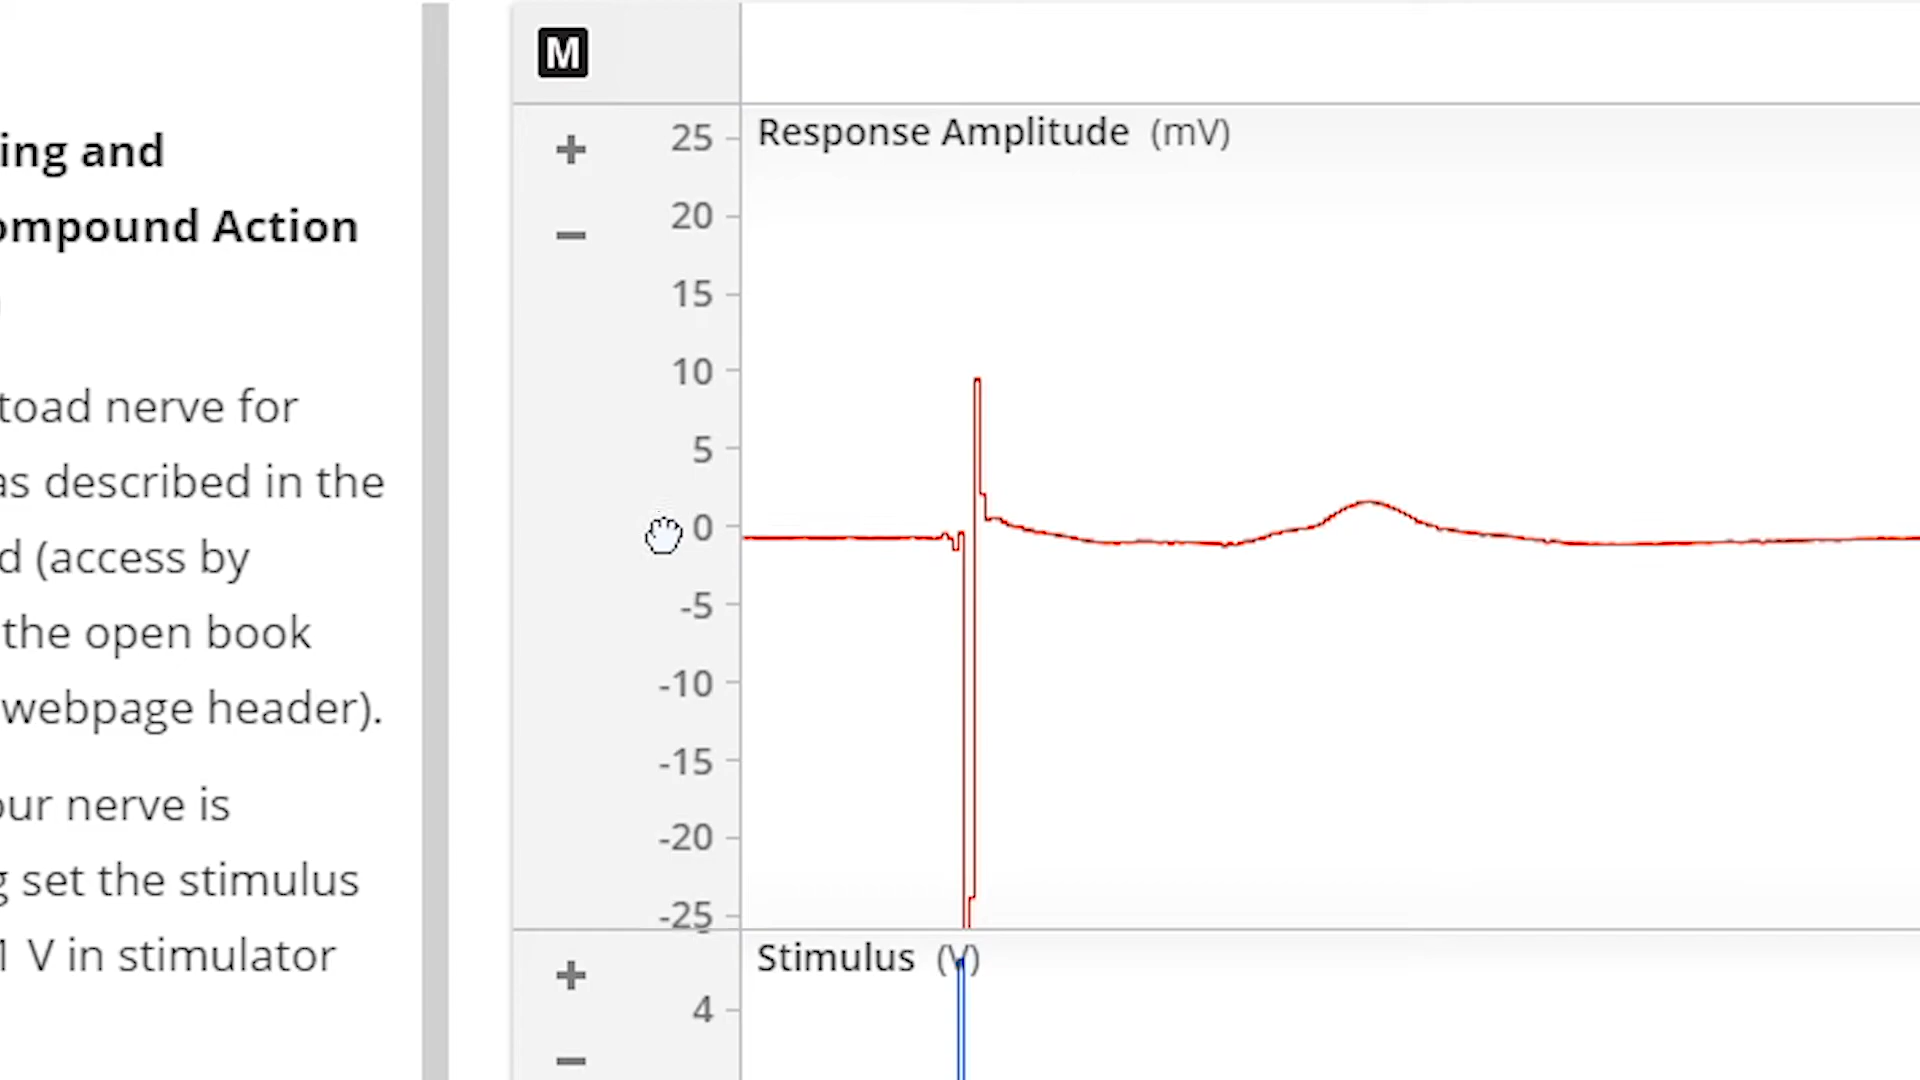 ing and
ompound Action
toad nerve for
as described in the
d (access by
the open book
webpage header).
our nerve is
g set the stimulus
1 V in stimulator
M
Response Amplitude (mV)
25
20
15
10
5
0
-5
-10
-15
-20
-25
Stimulus (V)
4